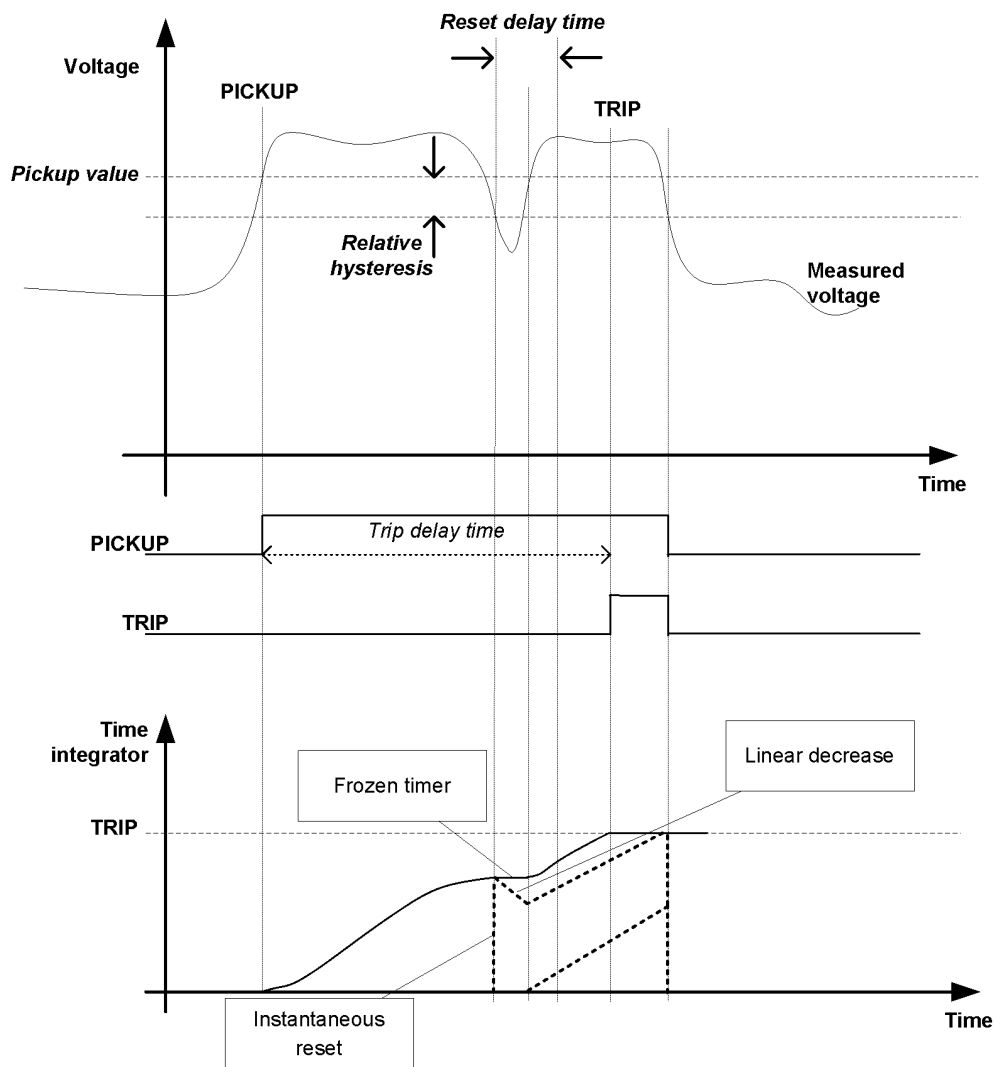 Reset delay time
Voltage
PICKUP
TRIP
Pickup value
Relative
hysteresis
Measured
voltage
Time
PICKUP
Trip delay time
TRIP
Time
integrator
Linear decrease
Frozen timer
TRIP
Instantaneous
reset
Time